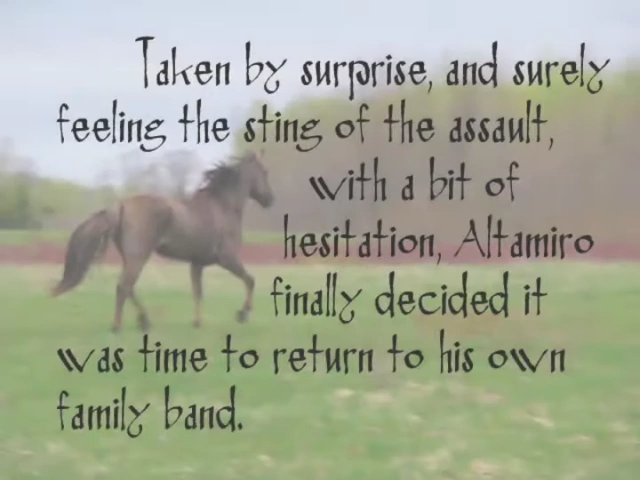 Taken by surprise, and surely
feeling the sting of the assault,
with a bit of
hesitation, Altamiro
finally decided it
was time to return to his own
family band.